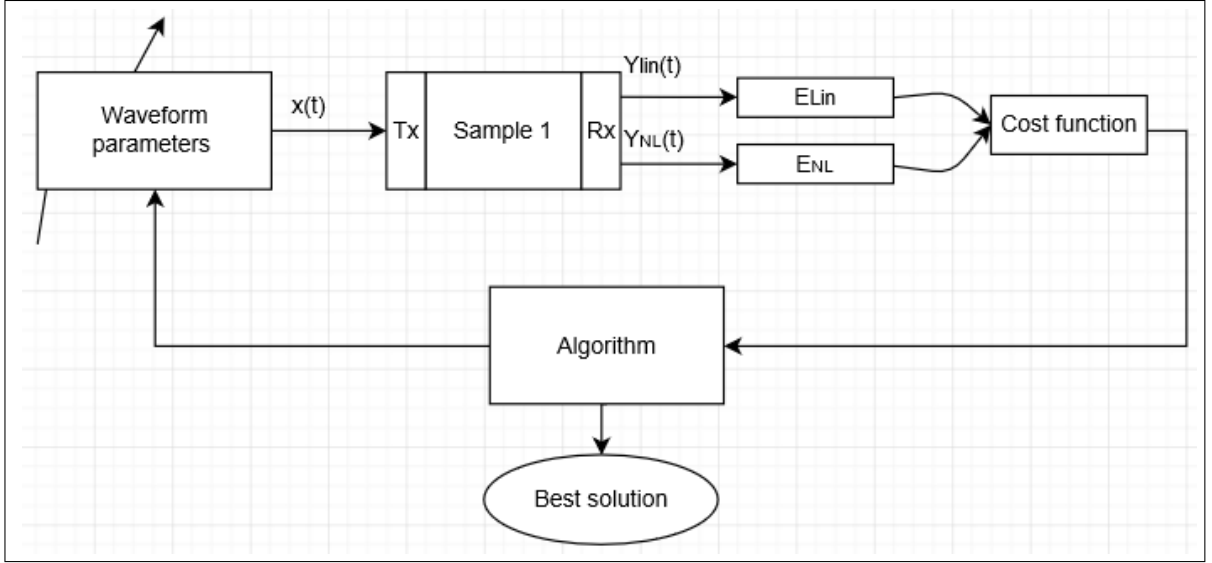 Waveform
parameters
x(t)
Tx
Sample 1
Rx
Ylin(t)
YNL(t)
ELin
ENL
Cost function
Algorithm
Best solution